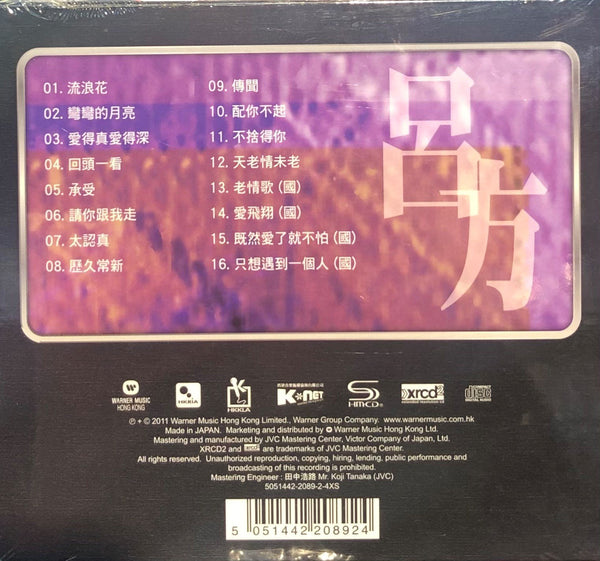 01. 流浪花
02. 彎彎的月亮
03. 愛得真愛得深
04. 回頭一看
05. 承受
06. 請你跟我走
07. 太認真
08. 歷久常新
09. 傳聞
10. 配你不起
11. 不捨得你
12. 天老情未老
13. 老情歌 (國)
14. 愛飛翔 (國)
15. 既然愛了就不怕 (國)
16. 只想遇到一個人 (國)
呂方
WARNER MUSIC
HONG KONG
HKRIA
HKRLA
K NET
HMCD
xrcd2
COMPACT
disc
DIGITAL AUDIO
℗ + © 2011 Warner Music Hong Kong Limited., Warner Group Company. www.warnermusic.com.hk
Made in JAPAN. Marketing and distributed by Warner Music Hong Kong Ltd.
Mastering and manufactured by JVC Mastering Center, Victor Company of Japan, Ltd.
XRCD2 and xrcd2 are trademarks of JVC Mastering Center.
All rights reserved. Unauthorized reproduction, copying, hiring, lending, public performance and
broadcasting of this recording is prohibited.
Mastering Engineer : 田中浩路 Mr. Koji Tanaka (JVC)
5051442-2089-2-4XS
5 051442 208924